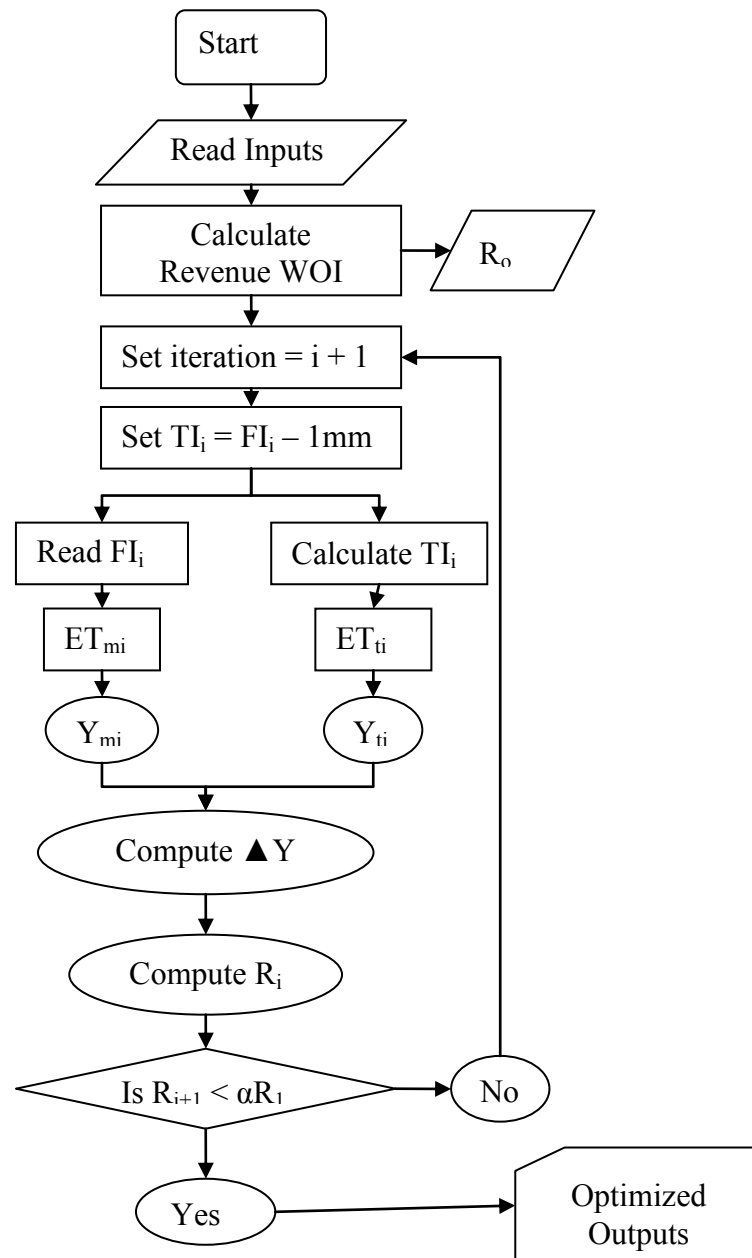 Start
Read Inputs
Calculate
Revenue WOI
Rₒ
Set iteration = i + 1
Set TIᵢ = FIᵢ – 1mm
Read FIᵢ
Calculate TIᵢ
ETₘᵢ
ETₜᵢ
Yₘᵢ
Yₜᵢ
Compute ▲Y
Compute Rᵢ
Is Rᵢ₊₁ < αR₁
No
Yes
Optimized
Outputs